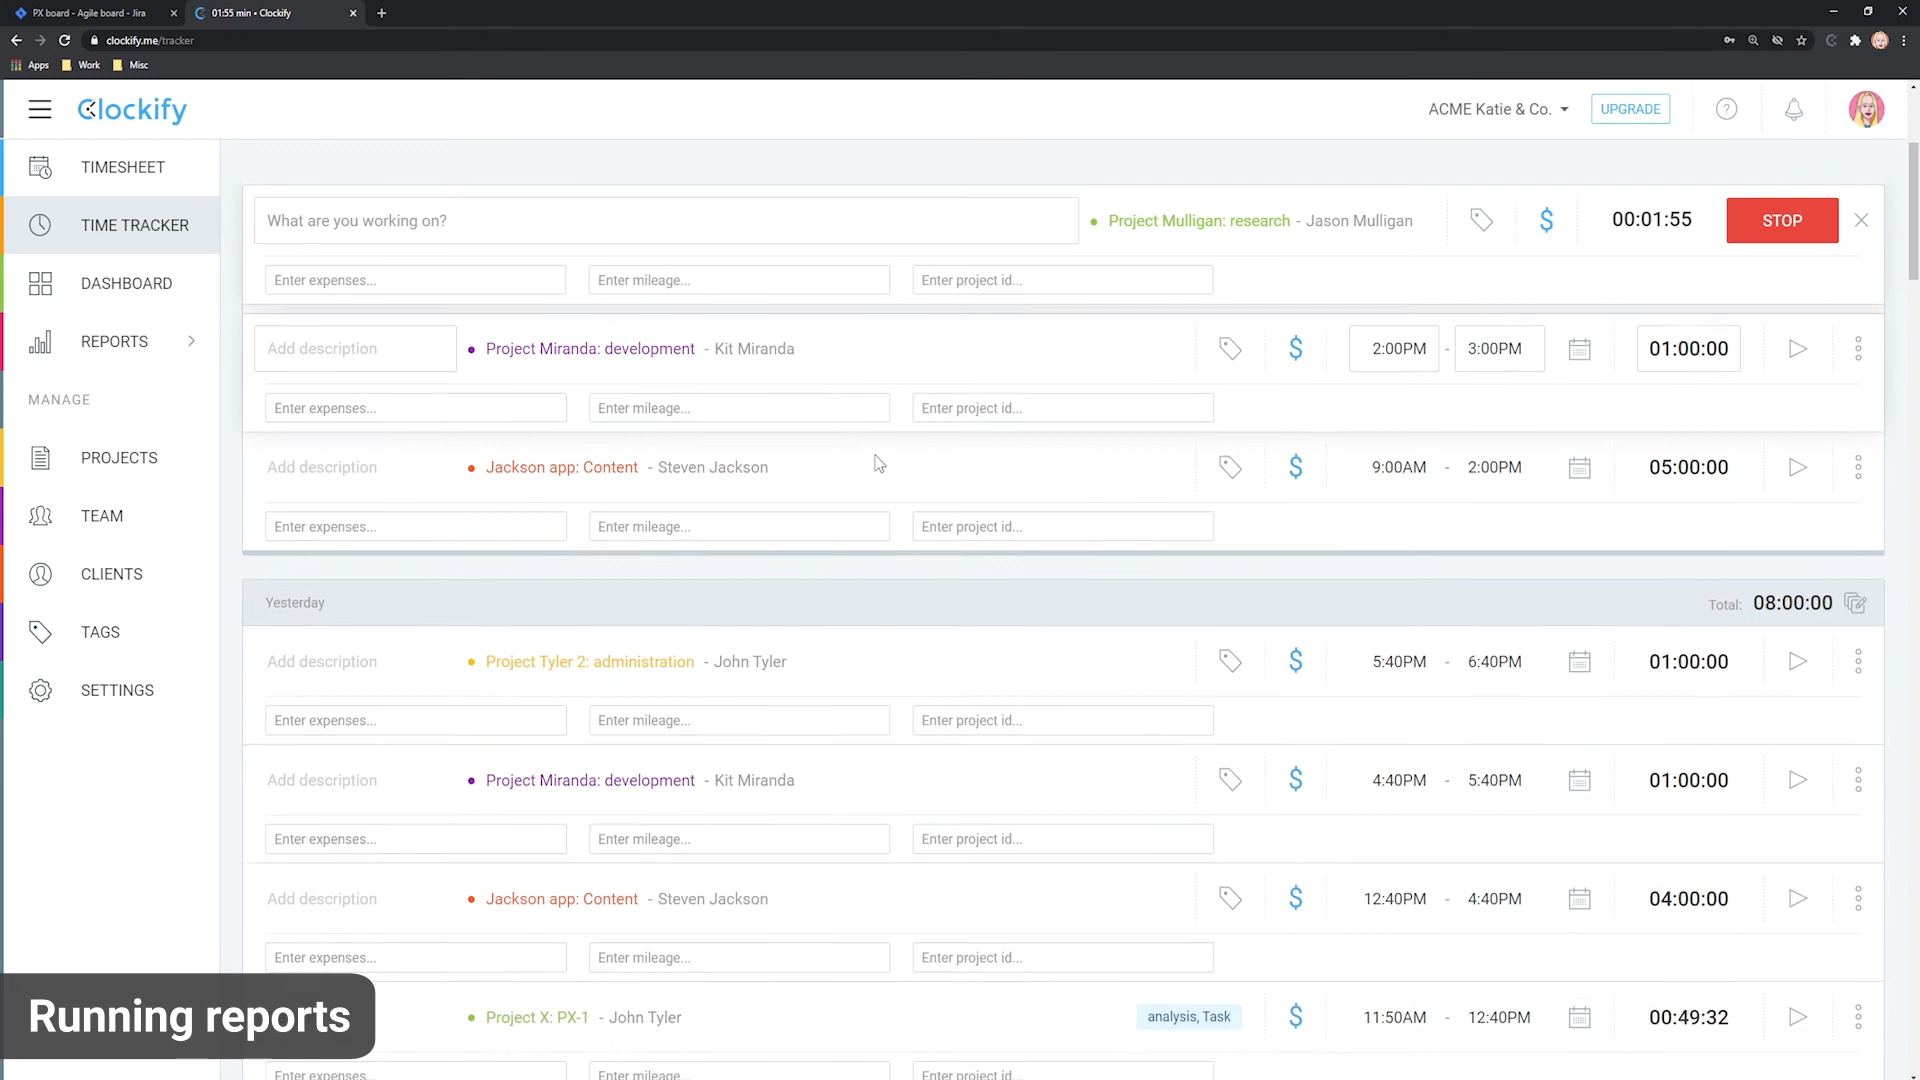 PX board - Agile board - Jira
01:55 min • Clockify
clockify.me/tracker
Apps
Work
Misc
Clockify
ACME Katie & Co.
UPGRADE
TIMESHEET
TIME TRACKER
DASHBOARD
REPORTS
MANAGE
PROJECTS
TEAM
CLIENTS
TAGS
SETTINGS
What are you working on?
Project Mulligan: research - Jason Mulligan
$
00:01:55
STOP
Enter expenses...
Enter mileage...
Enter project id...
Add description
Project Miranda: development - Kit Miranda
$
2:00PM - 3:00PM
01:00:00
Enter expenses...
Enter mileage...
Enter project id...
Add description
Jackson app: Content - Steven Jackson
$
9:00AM - 2:00PM
05:00:00
Enter expenses...
Enter mileage...
Enter project id...
Yesterday
Total: 08:00:00
Add description
Project Tyler 2: administration - John Tyler
$
5:40PM - 6:40PM
01:00:00
Enter expenses...
Enter mileage...
Enter project id...
Add description
Project Miranda: development - Kit Miranda
$
4:40PM - 5:40PM
01:00:00
Enter expenses...
Enter mileage...
Enter project id...
Add description
Jackson app: Content - Steven Jackson
$
12:40PM - 4:40PM
04:00:00
Enter expenses...
Enter mileage...
Enter project id...
Project X: PX-1 - John Tyler
analysis, Task
$
11:50AM - 12:40PM
00:49:32
Enter expenses...
Enter mileage...
Enter project id...
Running reports